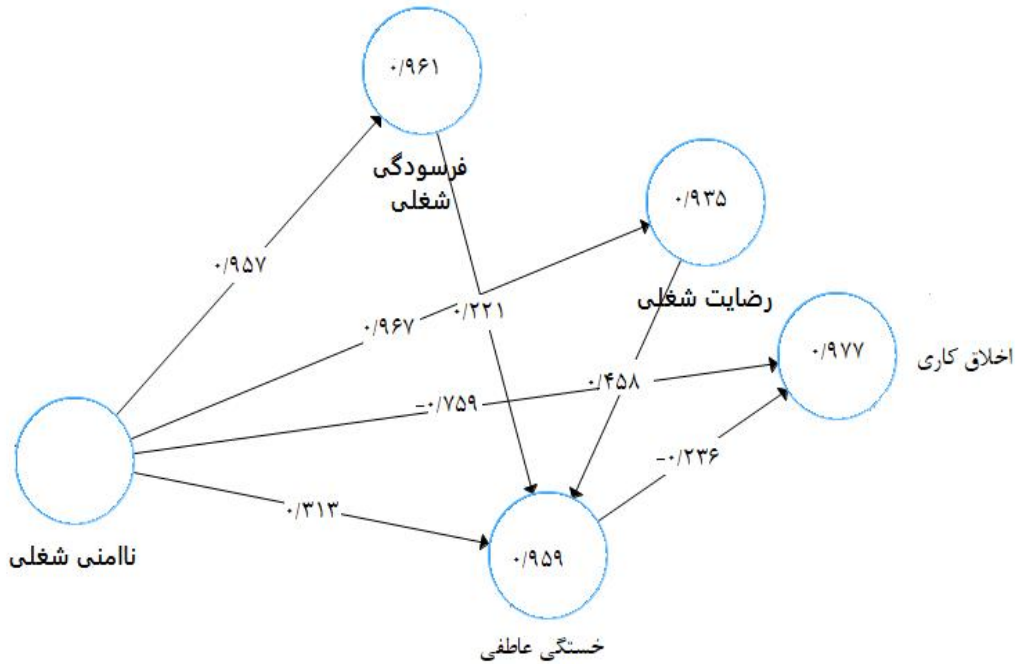 ۰/۹۶۱
فرسودگی
شغلی
۰/۹۳۵
رضایت شغلی
۰/۹۵۷
۰/۲۲۱
۰/۹۶۷
۰/۹۷۷
اخلاق کاری
۰/۴۵۸
-۰/۷۵۹
-۰/۲۳۶
۰/۳۱۳
ناامنی شغلی
۰/۹۵۹
خستگی عاطفی